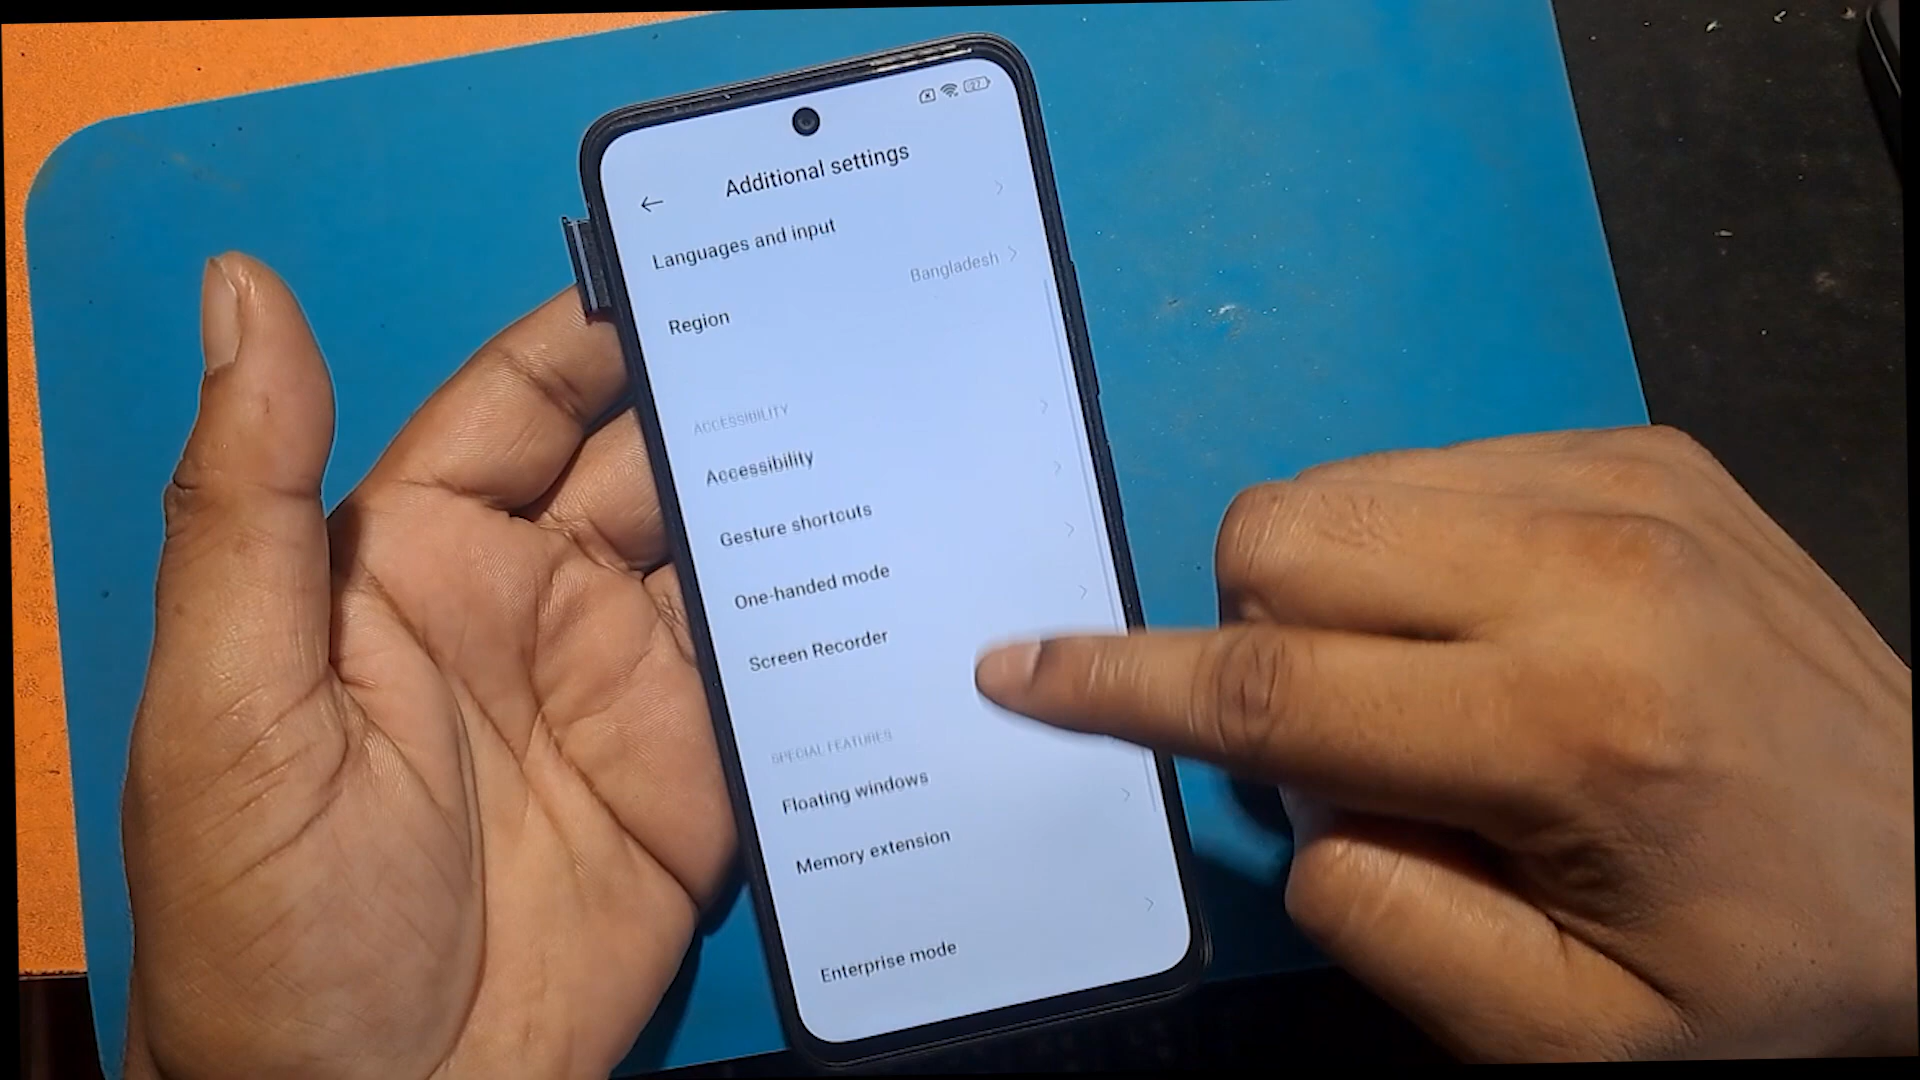 27
Additional settings
Languages and input
Bangladesh
Region
ACCESSIBILITY
Accessibility
Gesture shortcuts
One-handed mode
Screen Recorder
SPECIAL FEATURES
Floating windows
Memory extension
Enterprise mode